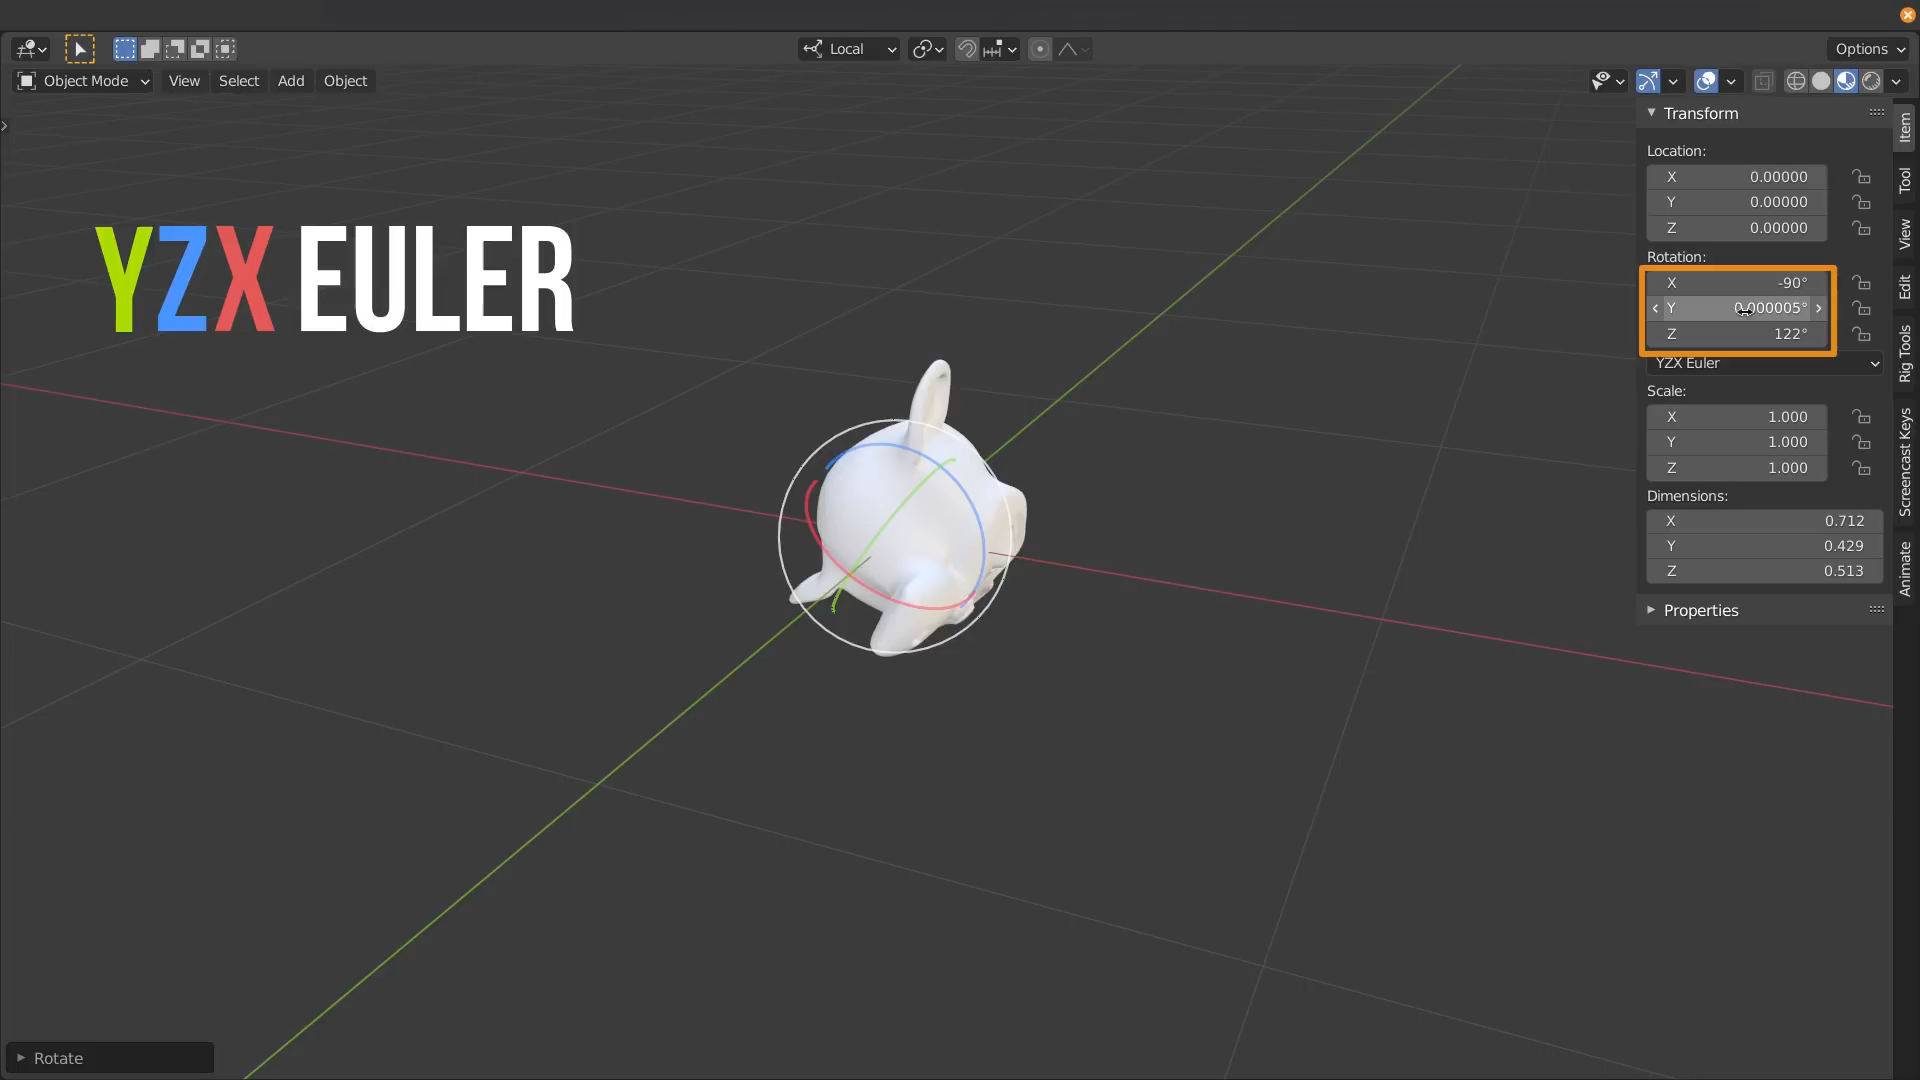 Local
Options
Object Mode View Select Add Object
Transform
Location:
X 0.00000
Y 0.00000
Z 0.00000
Rotation:
X -90°
Y 0.000005°
Z 122°
YZX Euler
Scale:
X 1.000
Y 1.000
Z 1.000
Dimensions:
X 0.712
Y 0.429
Z 0.513
Properties
Item
Tool
View
Edit
Rig Tools
Screencast Keys
Animate
YZX EULER
Rotate